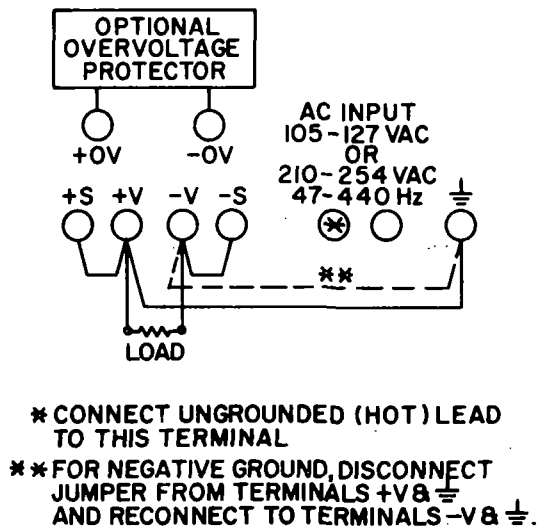 OPTIONAL
OVERVOLTAGE
PROTECTOR
+OV -OV
AC INPUT
105-127 VAC
OR
210-254 VAC
47-440 Hz
+S +V -V -S ⏚
*
**
LOAD
* CONNECT UNGROUNDED (HOT) LEAD
TO THIS TERMINAL
** FOR NEGATIVE GROUND, DISCONNECT
JUMPER FROM TERMINALS +V & ⏚
AND RECONNECT TO TERMINALS -V & ⏚.